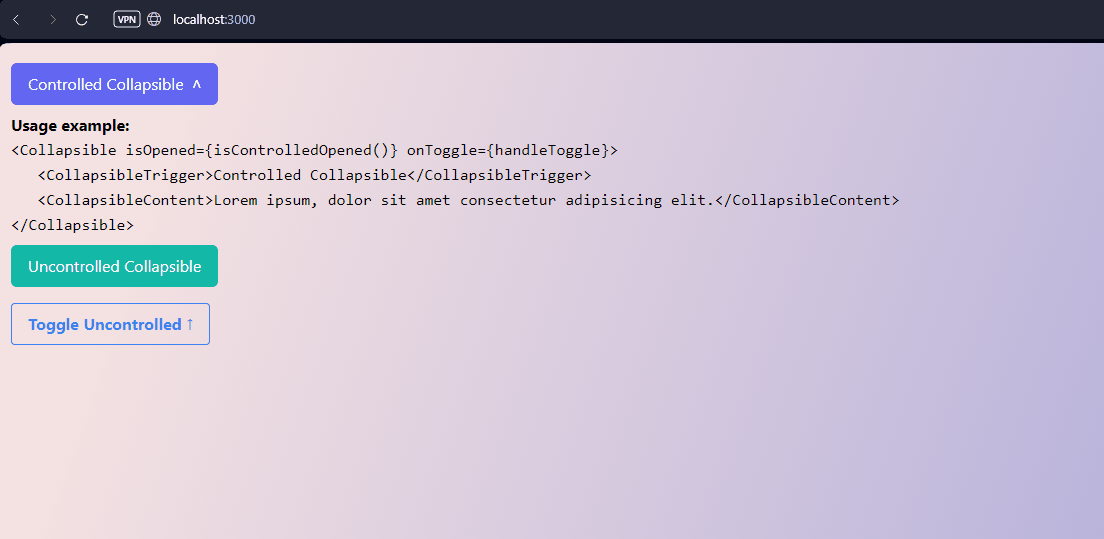 VPN localhost:3000
Controlled Collapsible ^
Usage example:
<Collapsible isOpened={isControlledOpened()} onToggle={handleToggle}>
   <CollapsibleTrigger>Controlled Collapsible</CollapsibleTrigger>
   <CollapsibleContent>Lorem ipsum, dolor sit amet consectetur adipisicing elit.</CollapsibleContent>
</Collapsible>
Uncontrolled Collapsible
Toggle Uncontrolled ↑